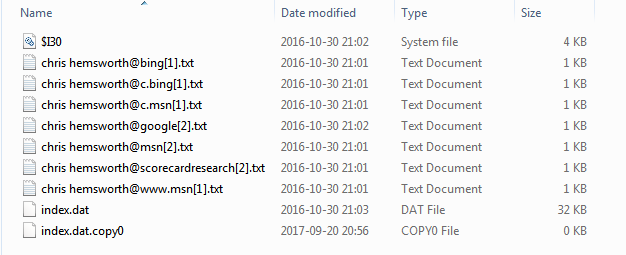 Name Date modified Type Size
$I30 2016-10-30 21:02 System file 4 KB
chris hemsworth@bing[1].txt 2016-10-30 21:01 Text Document 1 KB
chris hemsworth@c.bing[1].txt 2016-10-30 21:01 Text Document 1 KB
chris hemsworth@c.msn[1].txt 2016-10-30 21:01 Text Document 1 KB
chris hemsworth@google[2].txt 2016-10-30 21:02 Text Document 1 KB
chris hemsworth@msn[2].txt 2016-10-30 21:01 Text Document 1 KB
chris hemsworth@scorecardresearch[2].txt 2016-10-30 21:01 Text Document 1 KB
chris hemsworth@www.msn[1].txt 2016-10-30 21:01 Text Document 1 KB
index.dat 2016-10-30 21:03 DAT File 32 KB
index.dat.copy0 2017-09-20 20:56 COPY0 File 0 KB